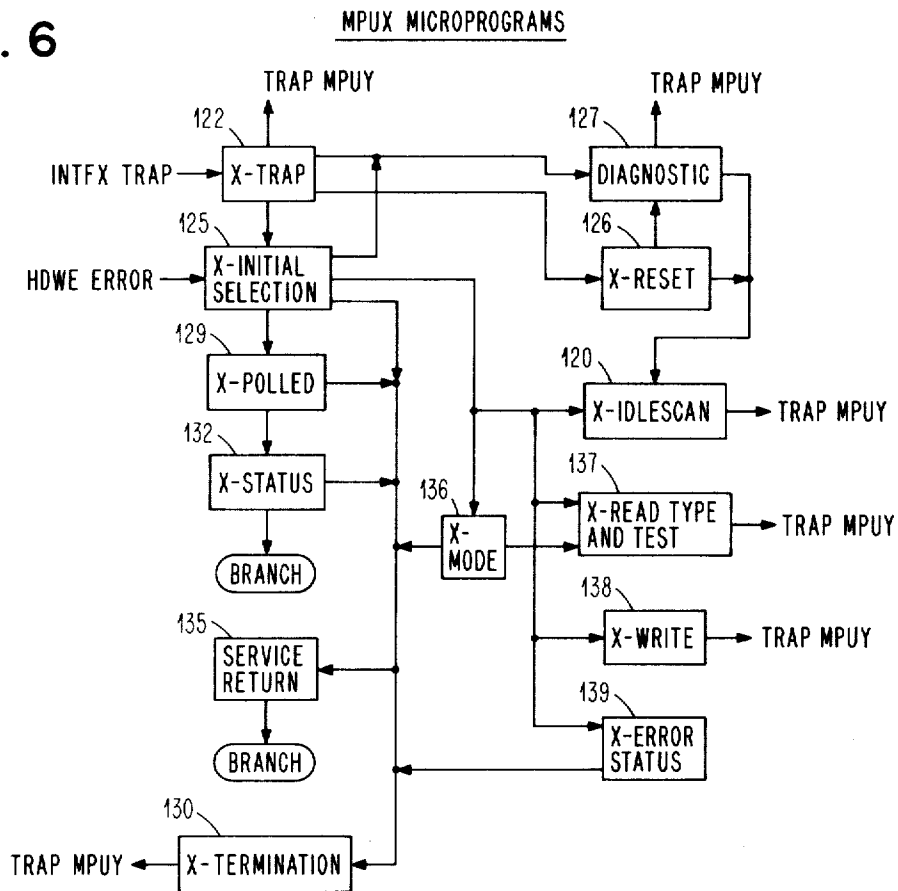 MPUX MICROPROGRAMS
. 6
TRAP MPUY
TRAP MPUY
122
127
INTFX TRAP
X-TRAP
DIAGNOSTIC
125
126
HDWE ERROR
X-INITIAL
SELECTION
X-RESET
129
120
X-POLLED
X-IDLESCAN
TRAP MPUY
132
137
X-STATUS
136
X-READ TYPE
AND TEST
TRAP MPUY
X-
MODE
BRANCH
138
135
X-WRITE
TRAP MPUY
SERVICE
RETURN
139
X-ERROR
STATUS
BRANCH
130
TRAP MPUY
X-TERMINATION